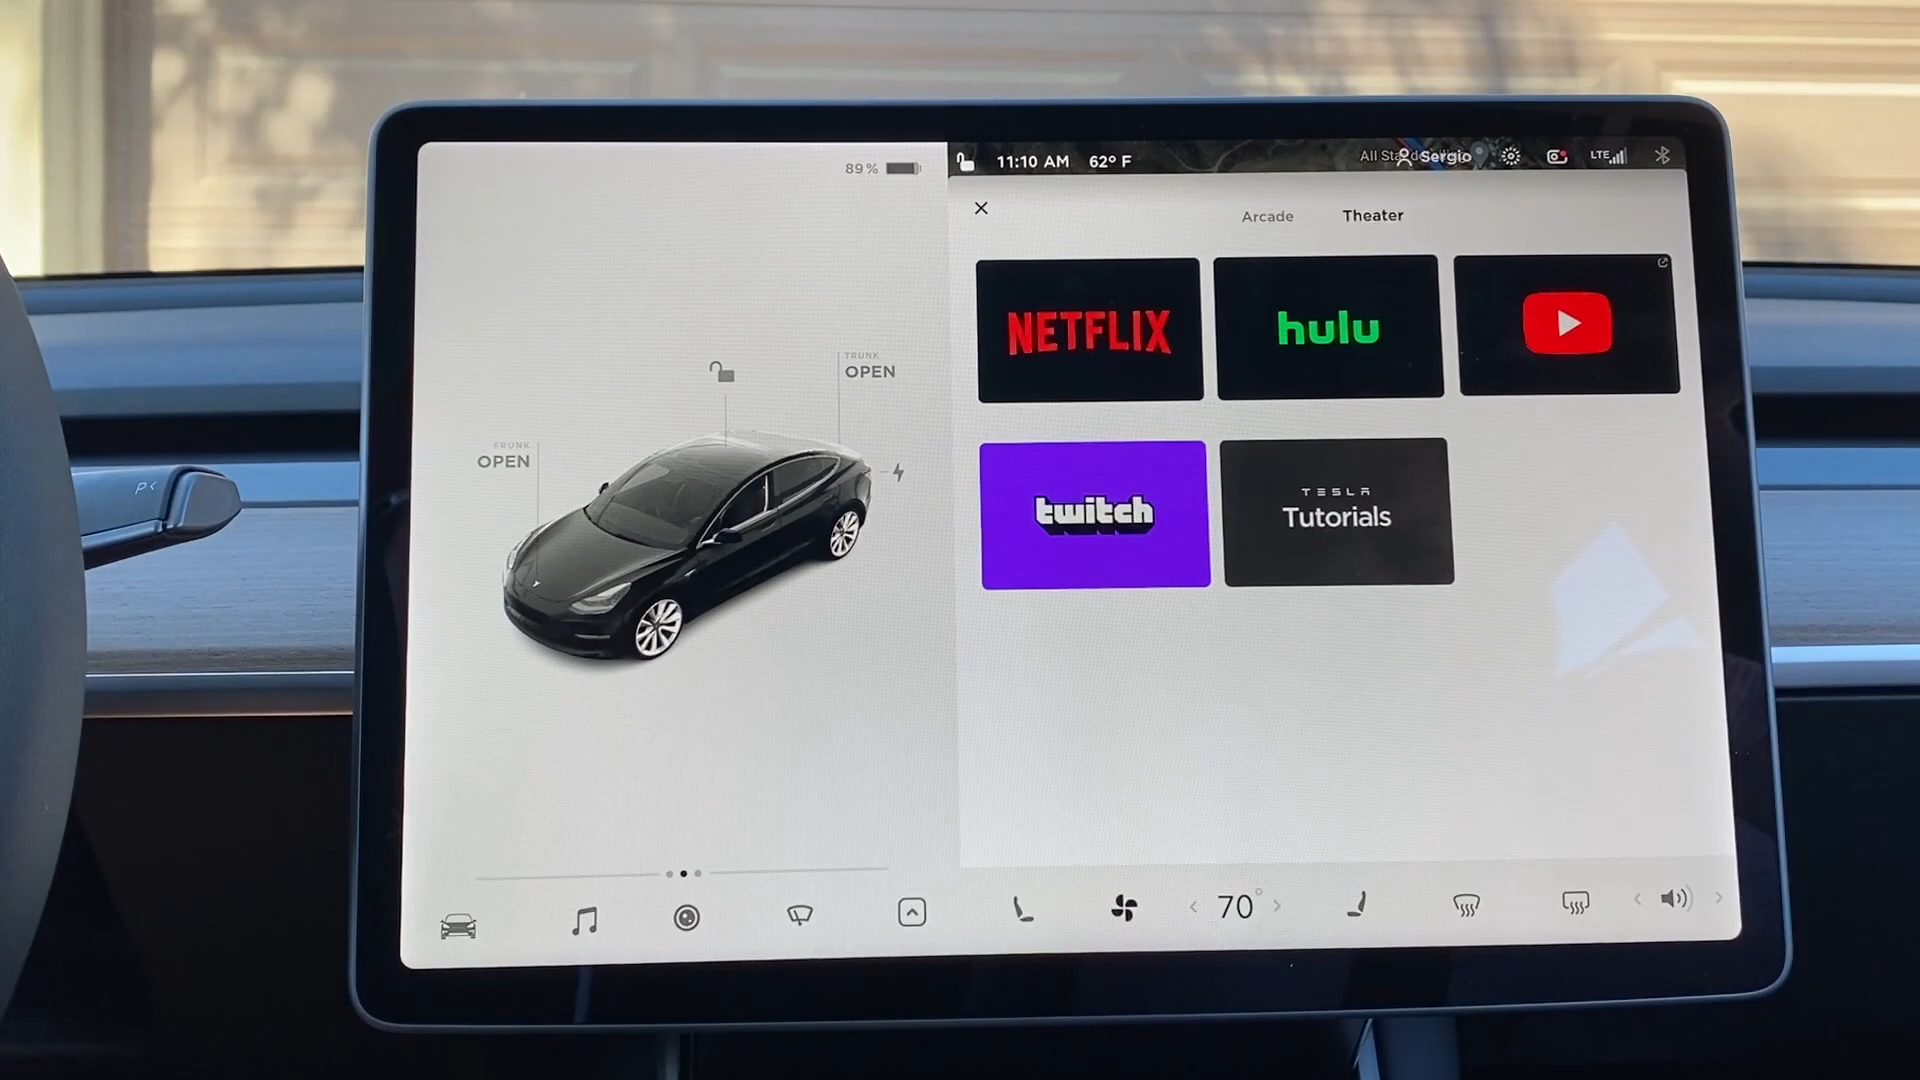 P<
89%
11:10 AM 62° F
Sergio
LTE
Arcade Theater
NETFLIX
hulu
TRUNK
OPEN
FRUNK
OPEN
twitch
TESLA
Tutorials
< 70° >
< >